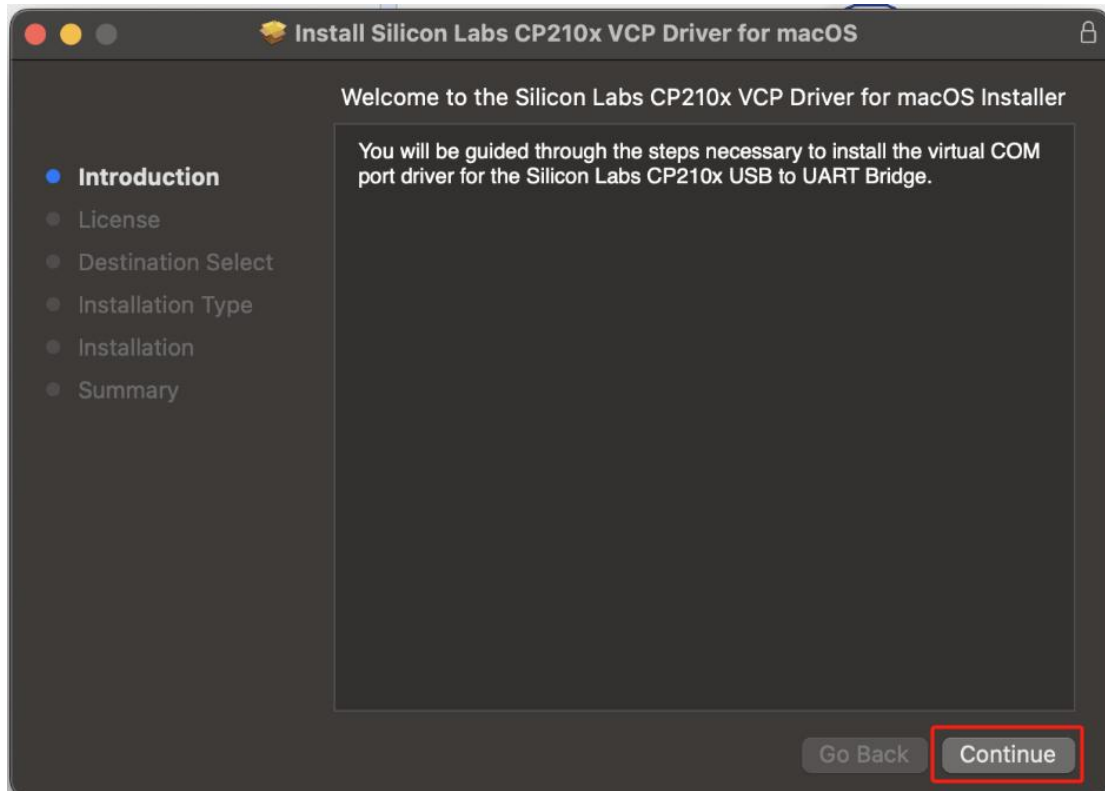 Install Silicon Labs CP210x VCP Driver for macOS
Welcome to the Silicon Labs CP210x VCP Driver for macOS Installer
Introduction
License
Destination Select
Installation Type
Installation
Summary
You will be guided through the steps necessary to install the virtual COM
port driver for the Silicon Labs CP210x USB to UART Bridge.
Go Back
Continue